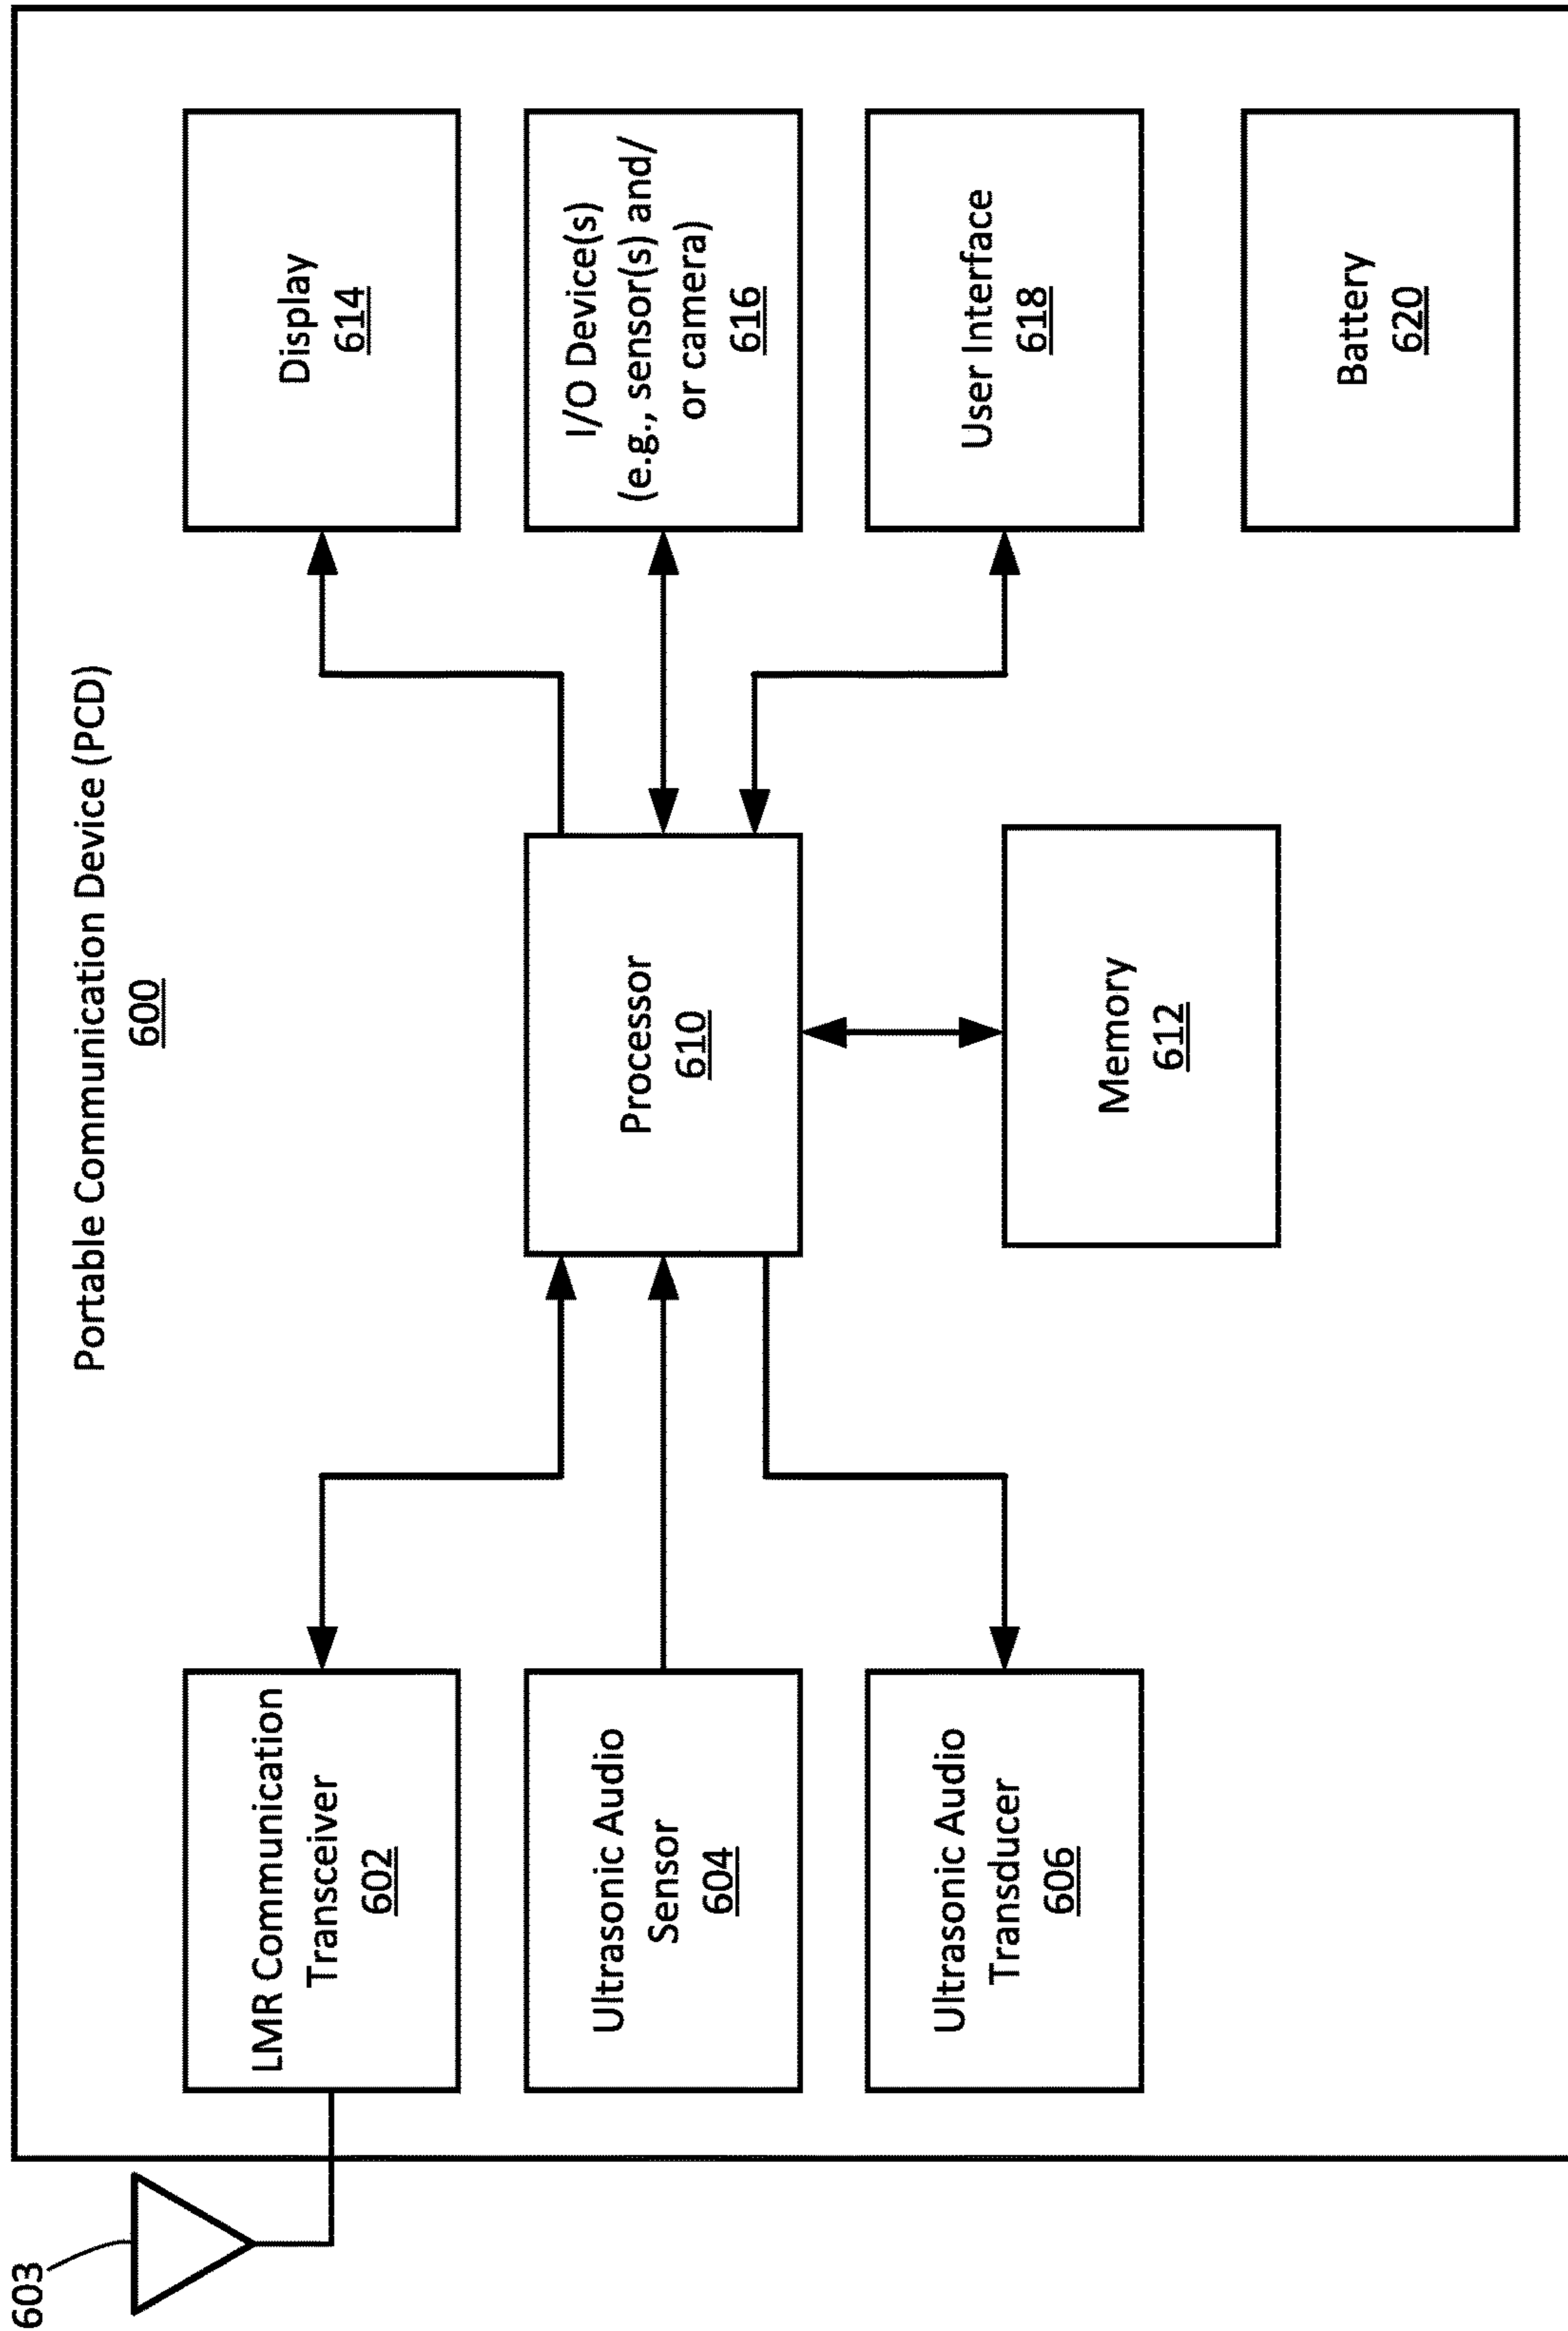 Portable Communication Device (PCD)
600
603
LMR Communication
Transceiver
602
Ultrasonic Audio
Sensor
604
Ultrasonic Audio
Transducer
606
Processor
610
Memory
612
Display
614
I/O Device(s)
(e.g., sensor(s) and/
or camera)
616
User Interface
618
Battery
620